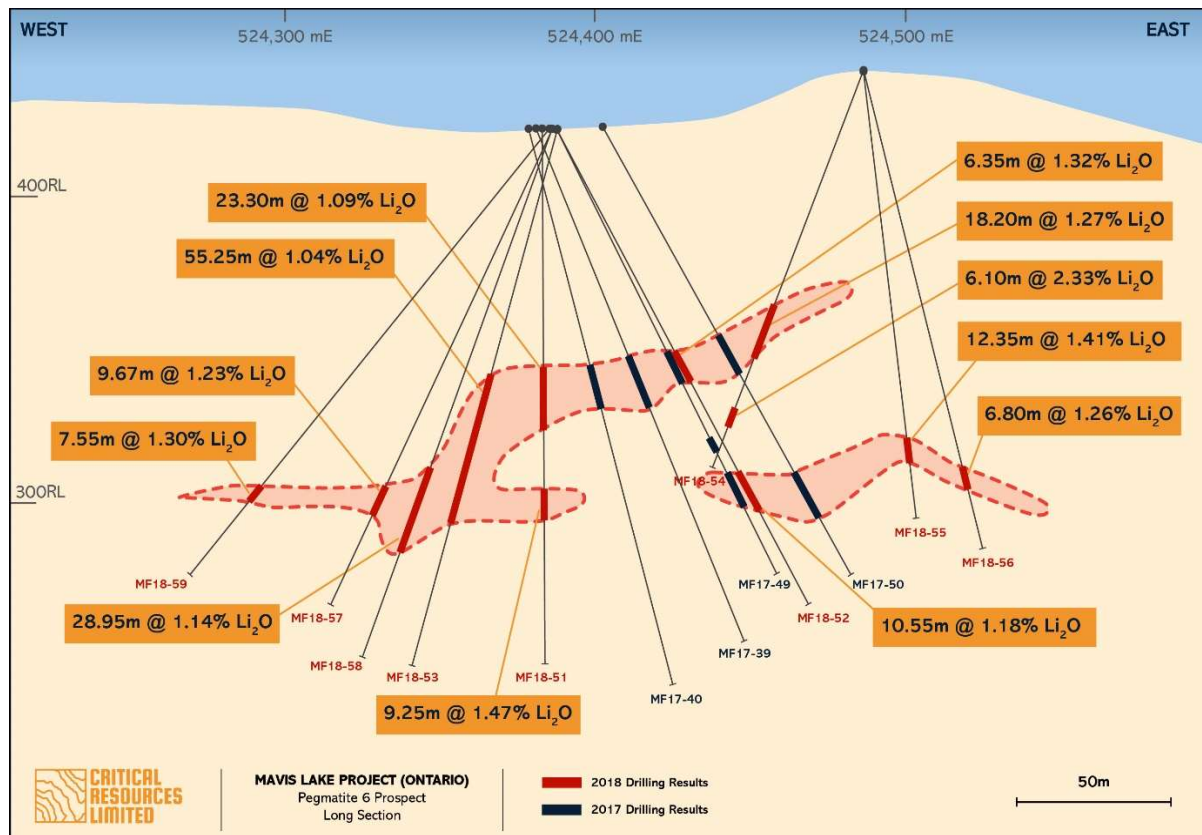 WEST
524,300 mE
524,400 mE
524,500 mE
EAST
400RL
300RL
23.30m @ 1.09% Li₂O
55.25m @ 1.04% Li₂O
9.67m @ 1.23% Li₂O
7.55m @ 1.30% Li₂O
28.95m @ 1.14% Li₂O
9.25m @ 1.47% Li₂O
6.35m @ 1.32% Li₂O
18.20m @ 1.27% Li₂O
6.10m @ 2.33% Li₂O
12.35m @ 1.41% Li₂O
6.80m @ 1.26% Li₂O
10.55m @ 1.18% Li₂O
MF18-59
MF18-57
MF18-58
MF18-53
MF18-51
MF17-40
MF17-39
MF17-49
MF18-52
MF17-50
MF18-54
MF18-55
MF18-56
CRITICAL
RESOURCES
LIMITED
MAVIS LAKE PROJECT (ONTARIO)
Pegmatite 6 Prospect
Long Section
2018 Drilling Results
2017 Drilling Results
50m